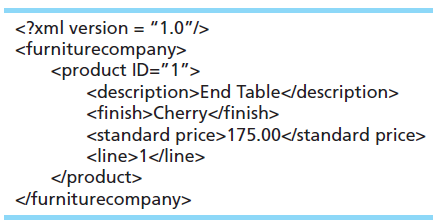 <?xml version = ”1.0”/>
<furniturecompany>
<product ID=”1”>
<description>End Table</description>
<finish>Cherry</finish>
<standard price>175.00</standard price>
<line>1</line>
</product>
</furniturecompany>